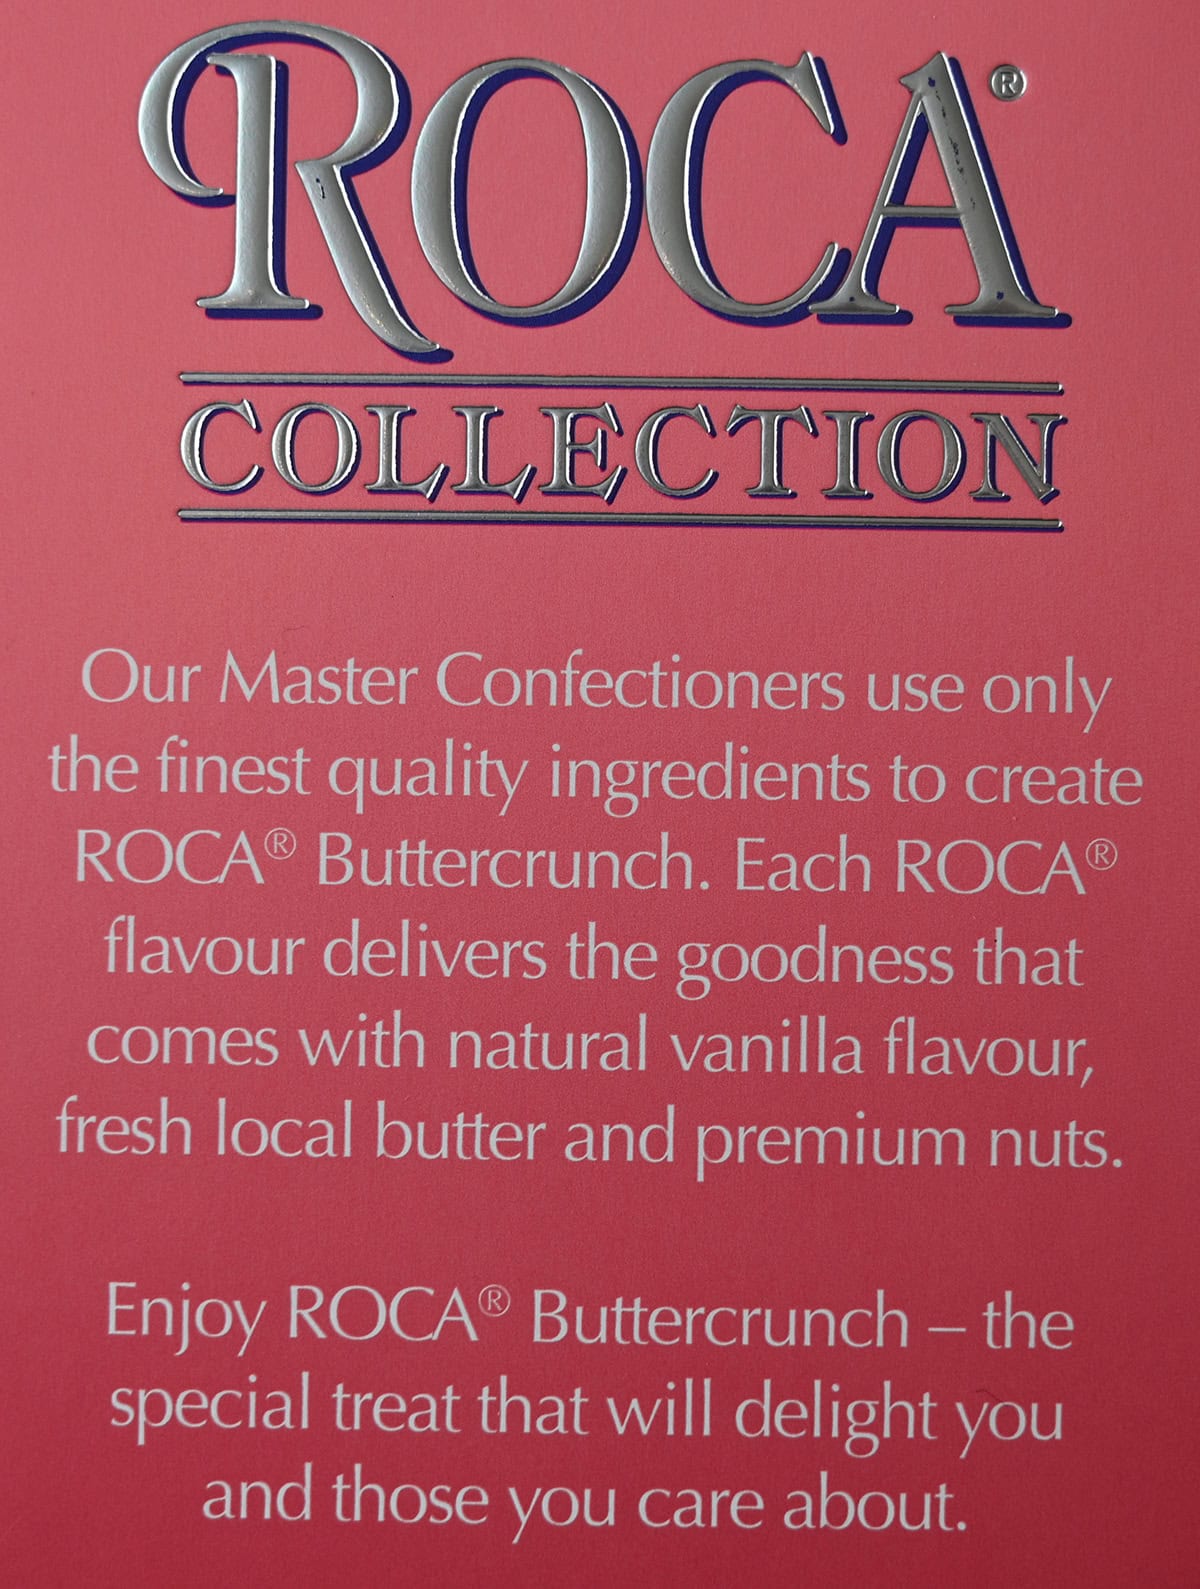 ROCA®
COLLECTION
Our Master Confectioners use only
the finest quality ingredients to create
ROCA® Buttercrunch. Each ROCA®
flavour delivers the goodness that
comes with natural vanilla flavour,
fresh local butter and premium nuts.
Enjoy ROCA® Buttercrunch – the
special treat that will delight you
and those you care about.